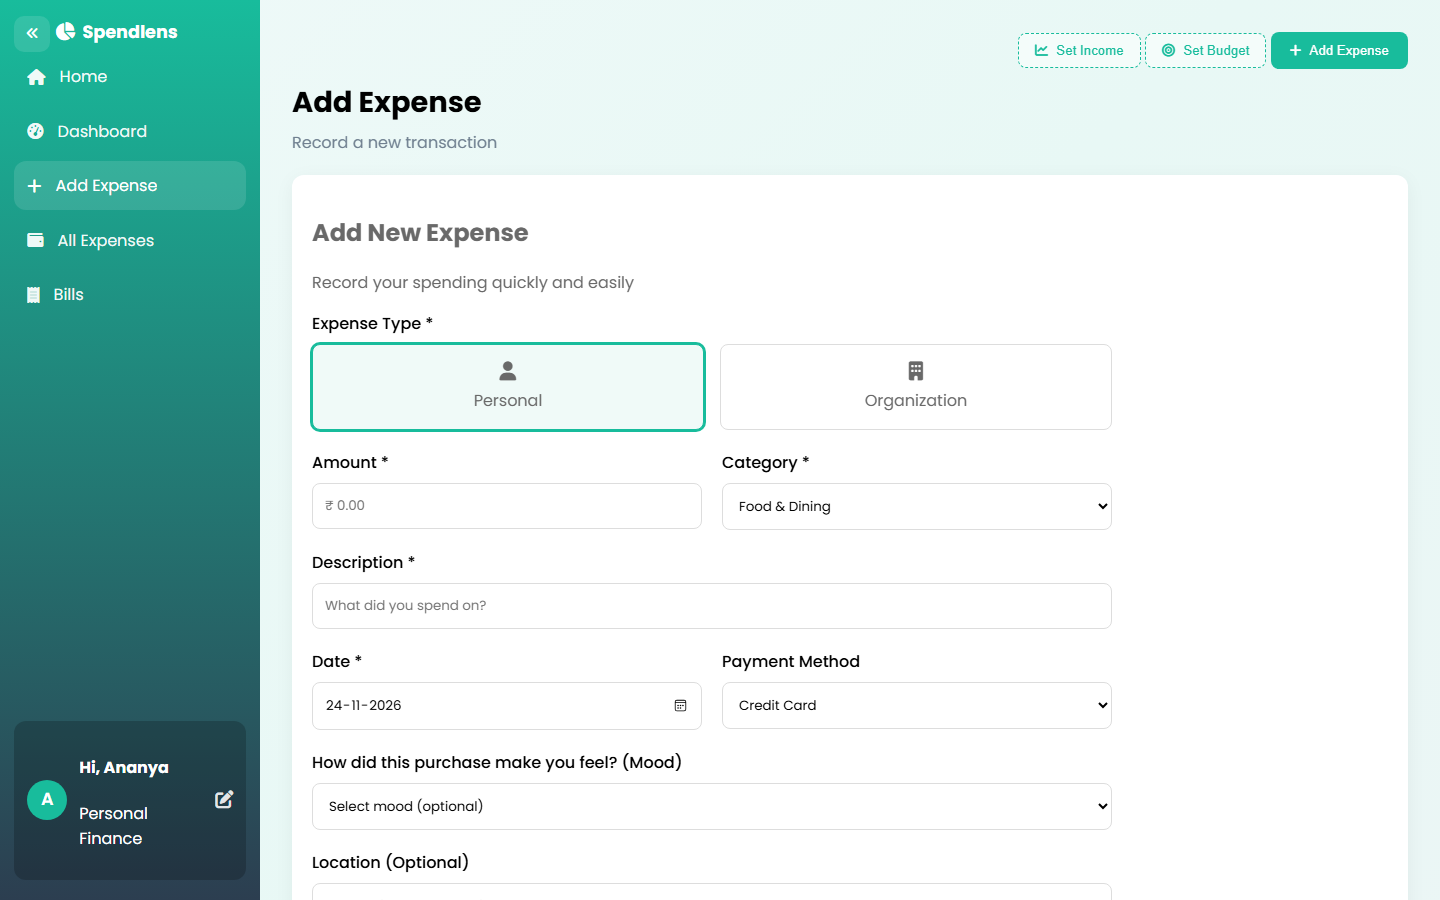 Spendlens
Home
Dashboard
Add Expense
All Expenses
Bills
Hi, Ananya
A
Personal
Finance
Set Income
Set Budget
Add Expense
Add Expense
Record a new transaction
Add New Expense
Record your spending quickly and easily
Expense Type *
Personal
Organization
Amount *
Category *
₹ 0.00
Food & Dining
Description *
What did you spend on?
Date *
Payment Method
24-11-2026
Credit Card
How did this purchase make you feel? (Mood)
Select mood (optional)
Location (Optional)